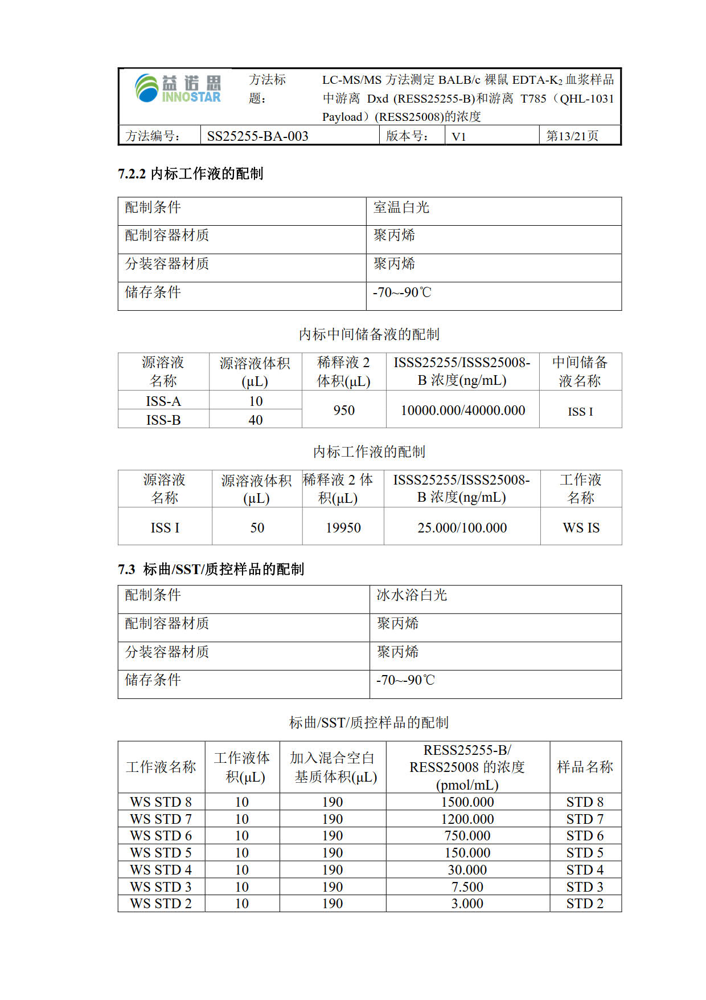 益诺思
INNOSTAR
方法标题：
LC-MS/MS 方法测定 BALB/c 裸鼠 EDTA-K2 血浆样品
中游离 Dxd (RESS25255-B)和游离 T785（QHL-1031
Payload）(RESS25008)的浓度
方法编号： SS25255-BA-003 版本号： V1 第13/21页
7.2.2 内标工作液的配制
配制条件 室温白光
配制容器材质 聚丙烯
分装容器材质 聚丙烯
储存条件 -70~-90℃
内标中间储备液的配制
源溶液名称 源溶液体积(μL) 稀释液 2 体积(μL) ISSS25255/ISSS25008-B 浓度(ng/mL) 中间储备液名称
ISS-A 10 950 10000.000/40000.000 ISS I
ISS-B 40
内标工作液的配制
源溶液名称 源溶液体积(μL) 稀释液 2 体积(μL) ISSS25255/ISSS25008-B 浓度(ng/mL) 工作液名称
ISS I 50 19950 25.000/100.000 WS IS
7.3 标曲/SST/质控样品的配制
配制条件 冰水浴白光
配制容器材质 聚丙烯
分装容器材质 聚丙烯
储存条件 -70~-90℃
标曲/SST/质控样品的配制
工作液名称 工作液体积(μL) 加入混合空白基质体积(μL) RESS25255-B/RESS25008 的浓度(pmol/mL) 样品名称
WS STD 8 10 190 1500.000 STD 8
WS STD 7 10 190 1200.000 STD 7
WS STD 6 10 190 750.000 STD 6
WS STD 5 10 190 150.000 STD 5
WS STD 4 10 190 30.000 STD 4
WS STD 3 10 190 7.500 STD 3
WS STD 2 10 190 3.000 STD 2